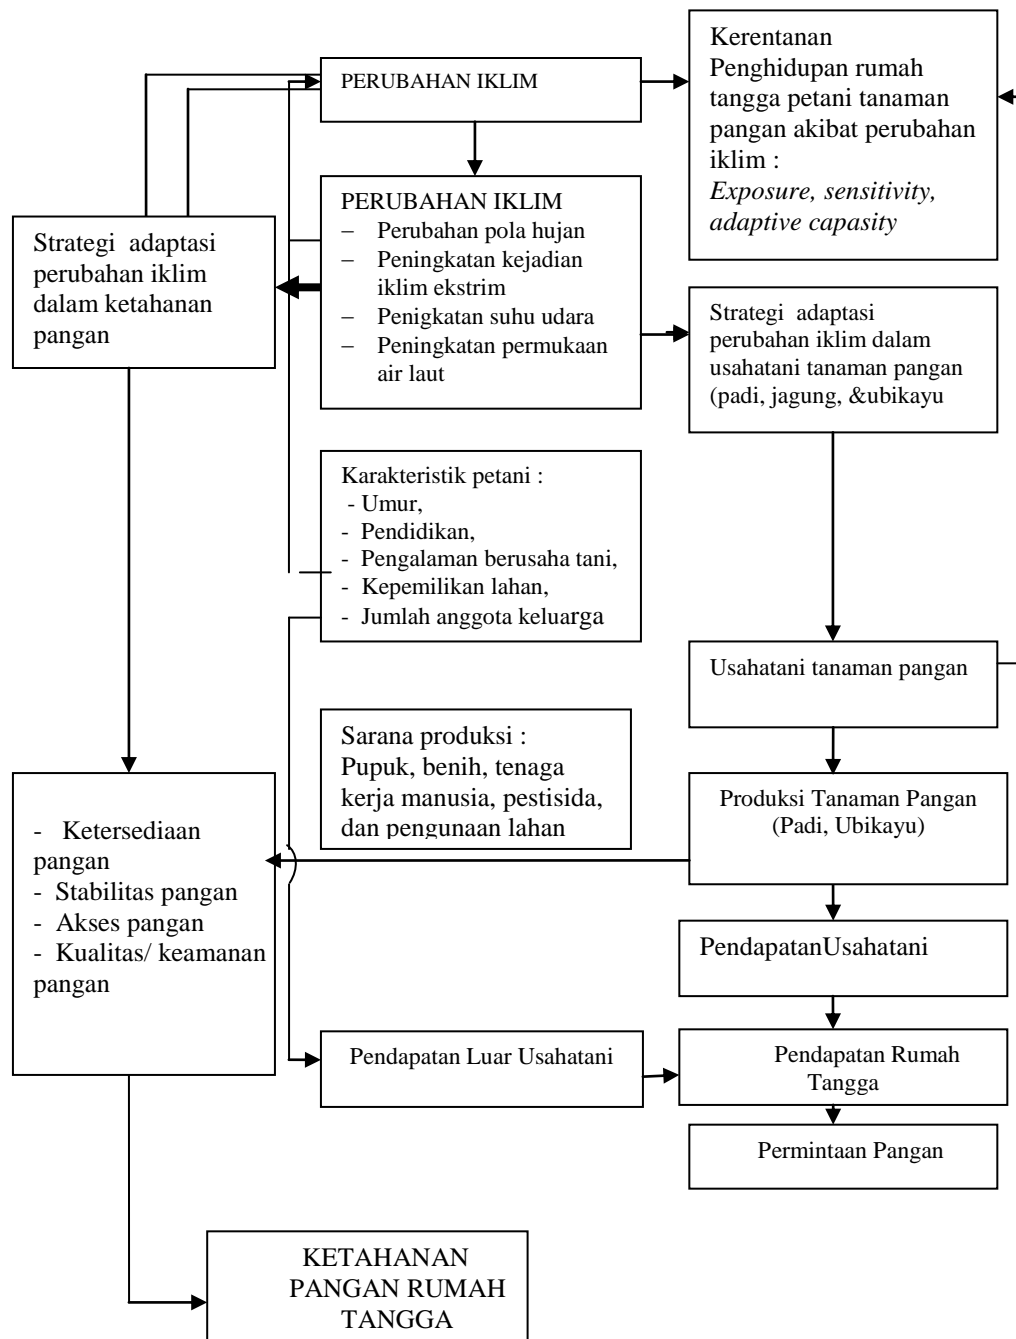 PERUBAHAN IKLIM
Kerentanan
Penghidupan rumah
tangga petani tanaman
pangan akibat perubahan
iklim :
Exposure, sensitivity,
adaptive capasity
Strategi  adaptasi
perubahan iklim
dalam ketahanan
pangan
PERUBAHAN IKLIM
– Perubahan pola hujan
– Peningkatan kejadian
iklim ekstrim
– Penigkatan suhu udara
– Peningkatan permukaan
air laut
Strategi  adaptasi
perubahan iklim dalam
usahatani tanaman pangan
(padi, jagung, &ubikayu
Karakteristik petani :
- Umur,
- Pendidikan,
- Pengalaman berusaha tani,
- Kepemilikan lahan,
- Jumlah anggota keluarga
Usahatani tanaman pangan
Sarana produksi :
Pupuk, benih, tenaga
kerja manusia, pestisida,
dan pengunaan lahan
Produksi Tanaman Pangan
(Padi, Ubikayu)
- Ketersediaan
pangan
- Stabilitas pangan
- Akses pangan
- Kualitas/ keamanan
pangan
PendapatanUsahatani
Pendapatan Luar Usahatani
Pendapatan Rumah
Tangga
Permintaan Pangan
KETAHANAN
PANGAN RUMAH
TANGGA